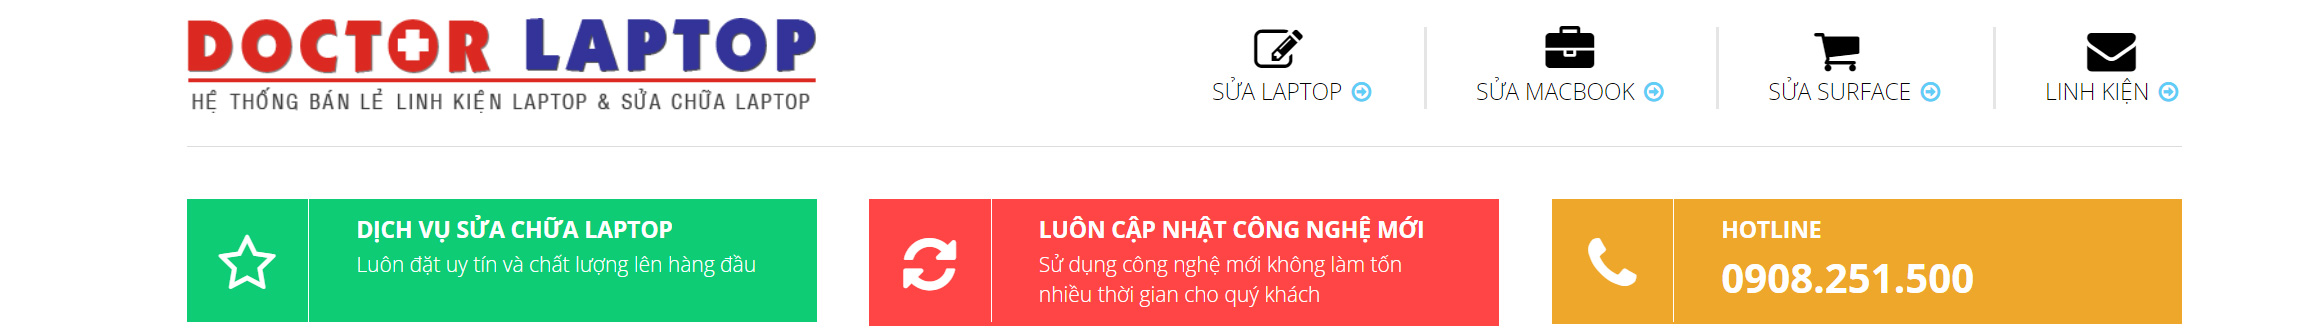 DOCTOR LAPTOP
HỆ THỐNG BÁN LẺ LINH KIỆN LAPTOP & SỬA CHỮA LAPTOP
SỬA LAPTOP
SỬA MACBOOK
SỬA SURFACE
LINH KIỆN
DỊCH VỤ SỬA CHỮA LAPTOP
Luôn đặt uy tín và chất lượng lên hàng đầu
LUÔN CẬP NHẬT CÔNG NGHỆ MỚI
Sử dụng công nghệ mới không làm tốn
nhiều thời gian cho quý khách
HOTLINE
0908.251.500